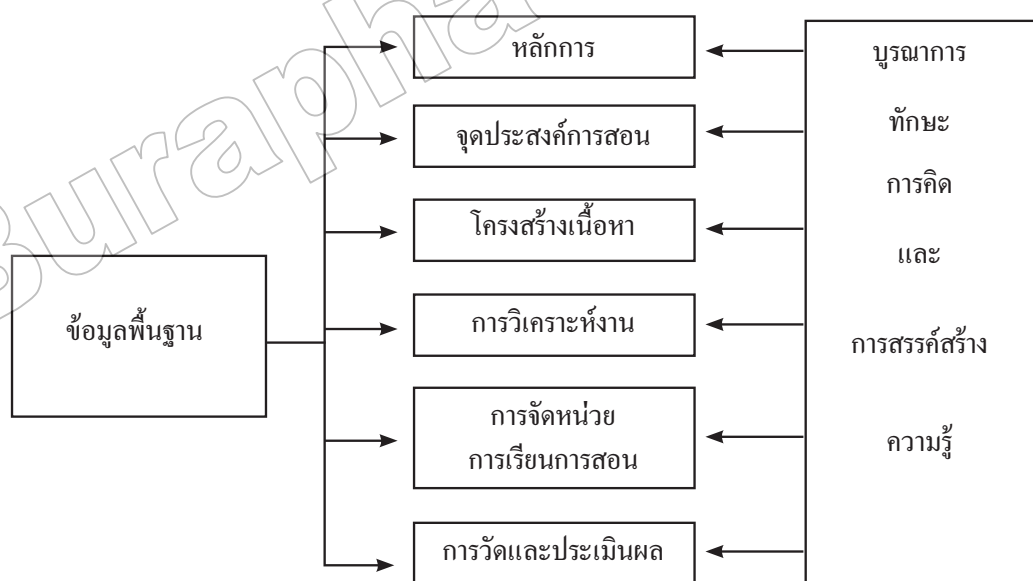 Burapha
ข้อมูลพื้นฐาน
หลักการ
จุดประสงค์การสอน
โครงสร้างเนื้อหา
การวิเคราะห์งาน
การจัดหน่วย
การเรียนการสอน
การวัดและประเมินผล
บูรณาการ
ทักษะ
การคิด
และ
การสรรค์สร้าง
ความรู้